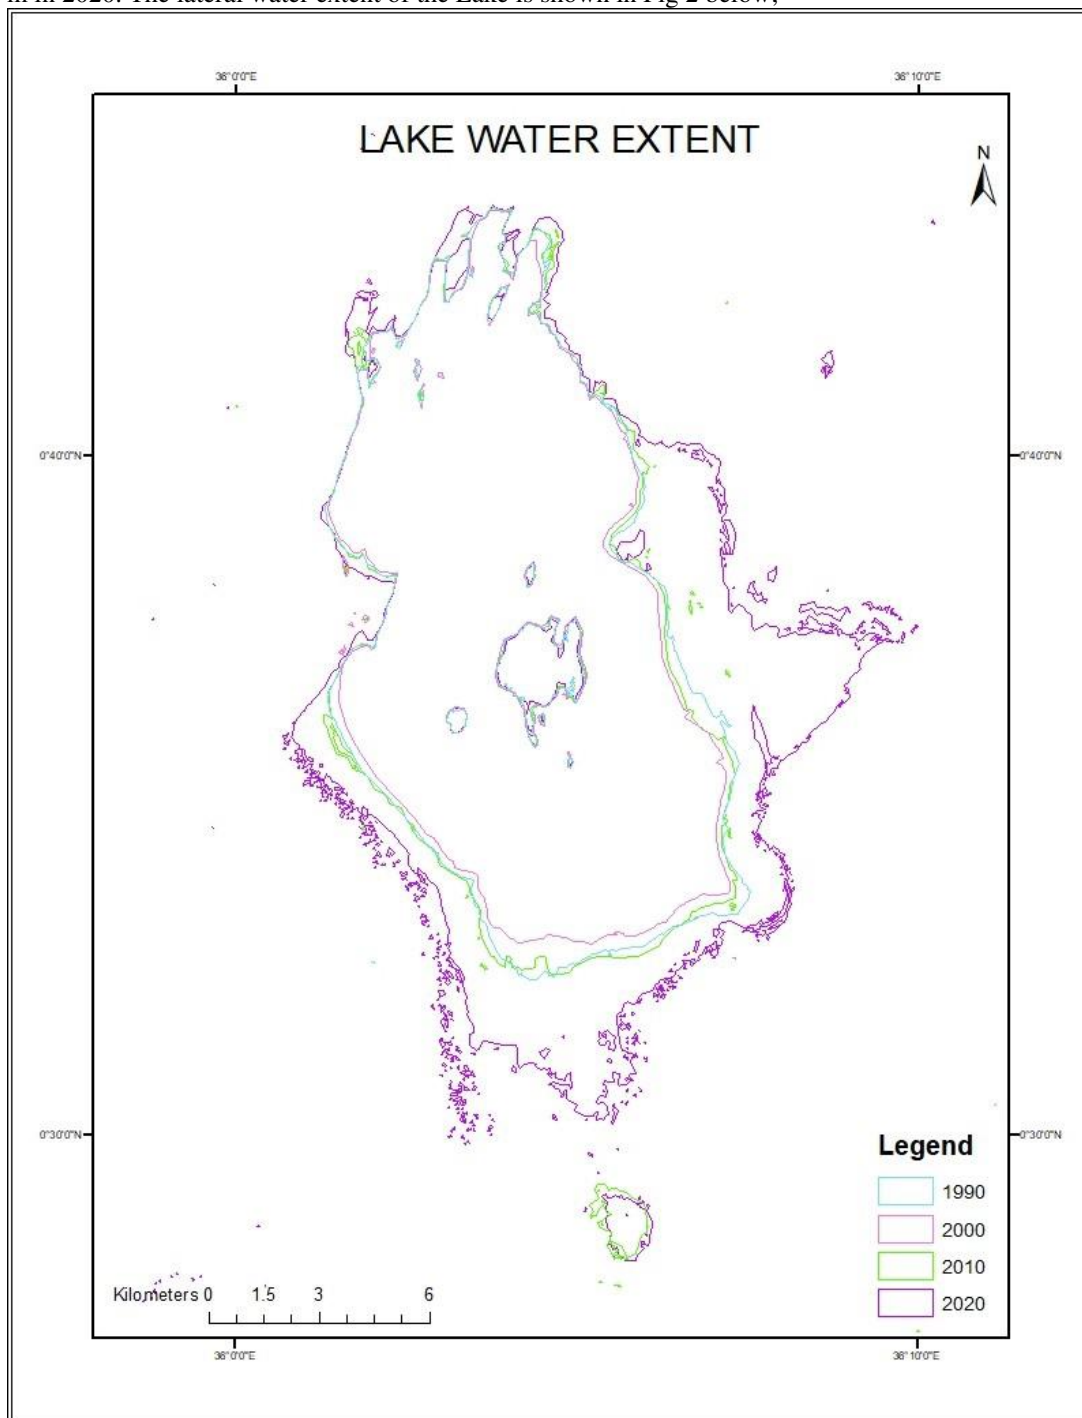 m in 2020. The lateral water extent of the Lake is shown in Fig 2 below;
36°0'0"E 36°10'0"E
LAKE WATER EXTENT
N
0°40'0"N 0°40'0"N
0°30'0"N 0°30'0"N
Legend
1990
2000
2010
2020
Kilometers 0 1.5 3 6
36°0'0"E 36°10'0"E